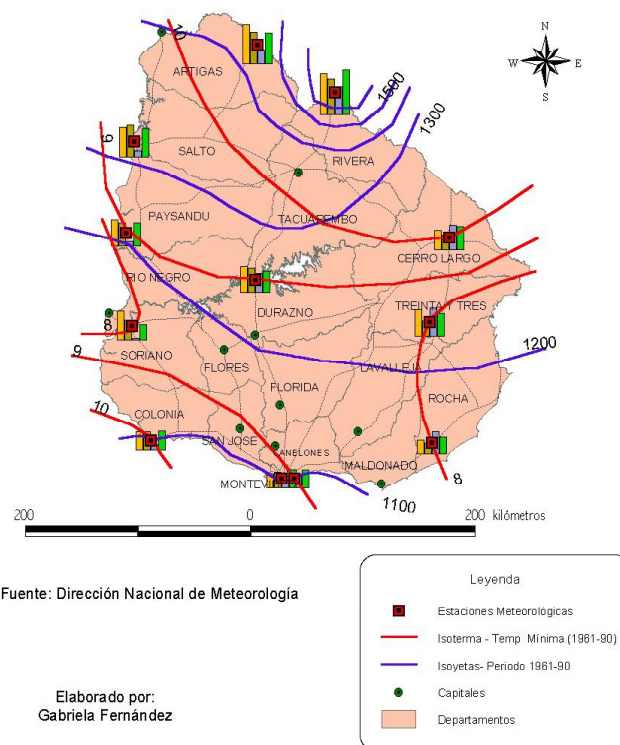 N
W E
S
10
ARTIGAS
1500
1300
9
SALTO
RIVERA
PAYSANDU
TACUAREMBO
CERRO LARGO
RIO NEGRO
TREINTA Y TRES
DURAZNO
8
SORIANO
1200
9
FLORES
LAVALLEJA
FLORIDA
ROCHA
10
COLONIA
SAN JOSE
CANELONES
MALDONADO
8
1100
200 0 200 kilómetros
Fuente: Dirección Nacional de Meteorología
Leyenda
Estaciones Meteorológicas
Isoterma - Temp Mínima (1961-90)
Isoyetas- Periodo 1961-90
Capitales
Departamentos
Elaborado por:
Gabriela Fernández